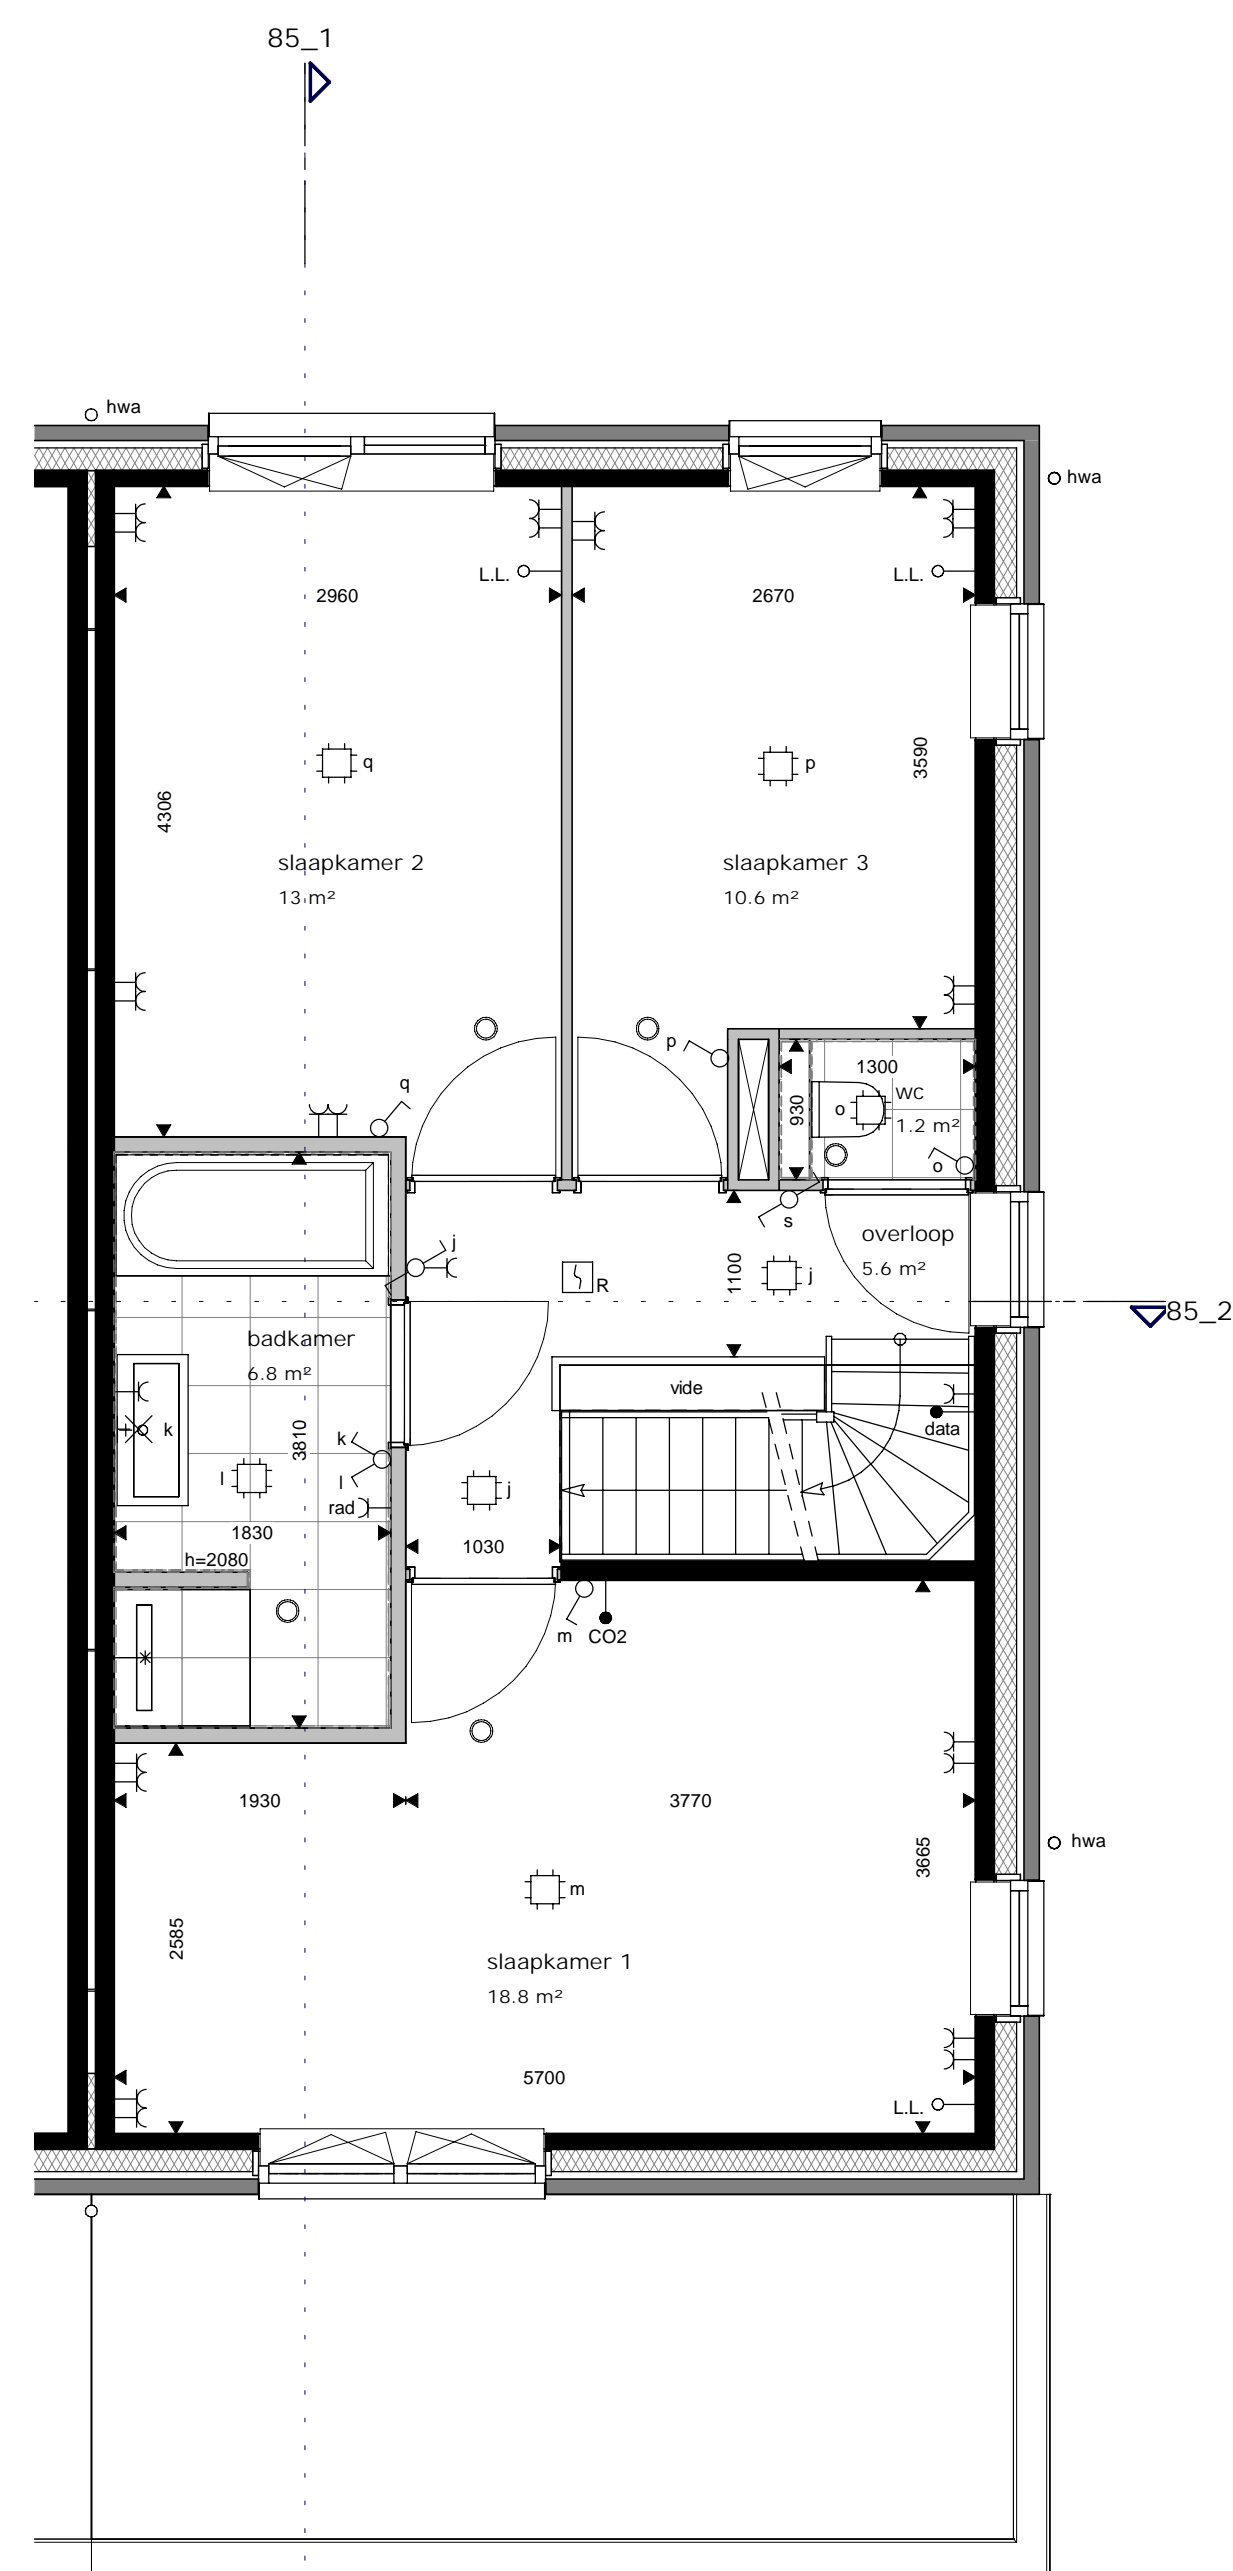 85_1
hwa
hwa
L.L.
L.L.
2960
2670
q
p
3590
4306
slaapkamer 2
13 m²
slaapkamer 3
10.6 m²
p
1300
q
930
o
wc
1.2 m²
o
s
j
overloop
5.6 m²
1100
j
R
85_2
badkamer
6.8 m²
vide
k
3810
k
data
l
l
j
rad
1830
1030
h=2080
m
CO2
1930
3770
hwa
3665
m
2585
slaapkamer 1
18.8 m²
5700
L.L.